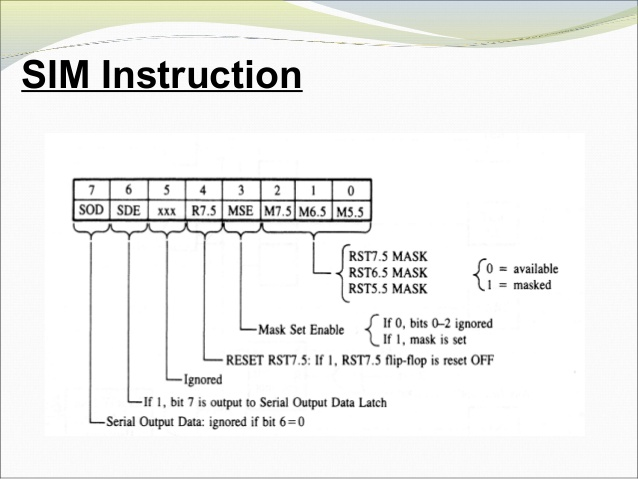 SIM Instruction
7 6 5 4 3 2 1 0
SOD SDE xxx R7.5 MSE M7.5 M6.5 M5.5
RST7.5 MASK
RST6.5 MASK
RST5.5 MASK
0 = available
1 = masked
Mask Set Enable
If 0, bits 0–2 ignored
If 1, mask is set
RESET RST7.5: If 1, RST7.5 flip-flop is reset OFF
Ignored
If 1, bit 7 is output to Serial Output Data Latch
Serial Output Data: ignored if bit 6=0